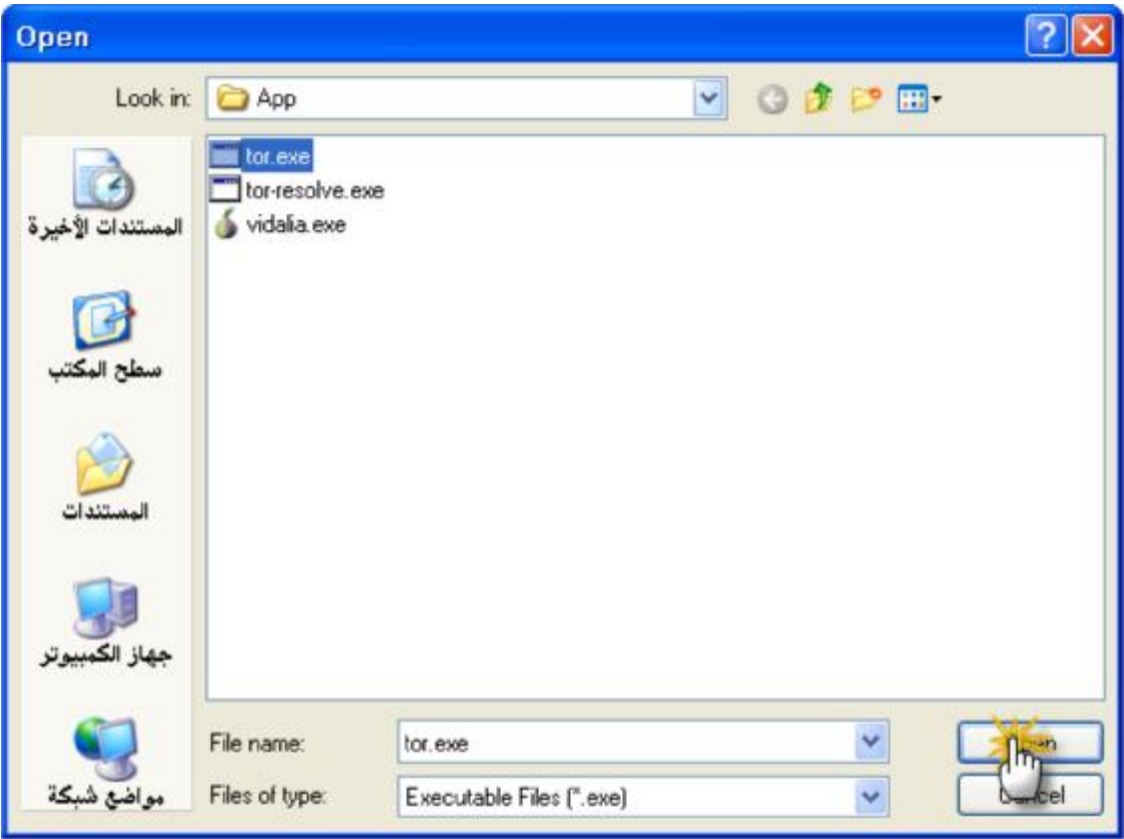 Open
Look in:
App
tor.exe
tor-resolve.exe
vidalia.exe
المستندات الأخيرة
سطح المكتب
المستندات
جهاز الكمبيوتر
مواضع شبكة
File name:
tor.exe
Files of type:
Executable Files (*.exe)
Cancel